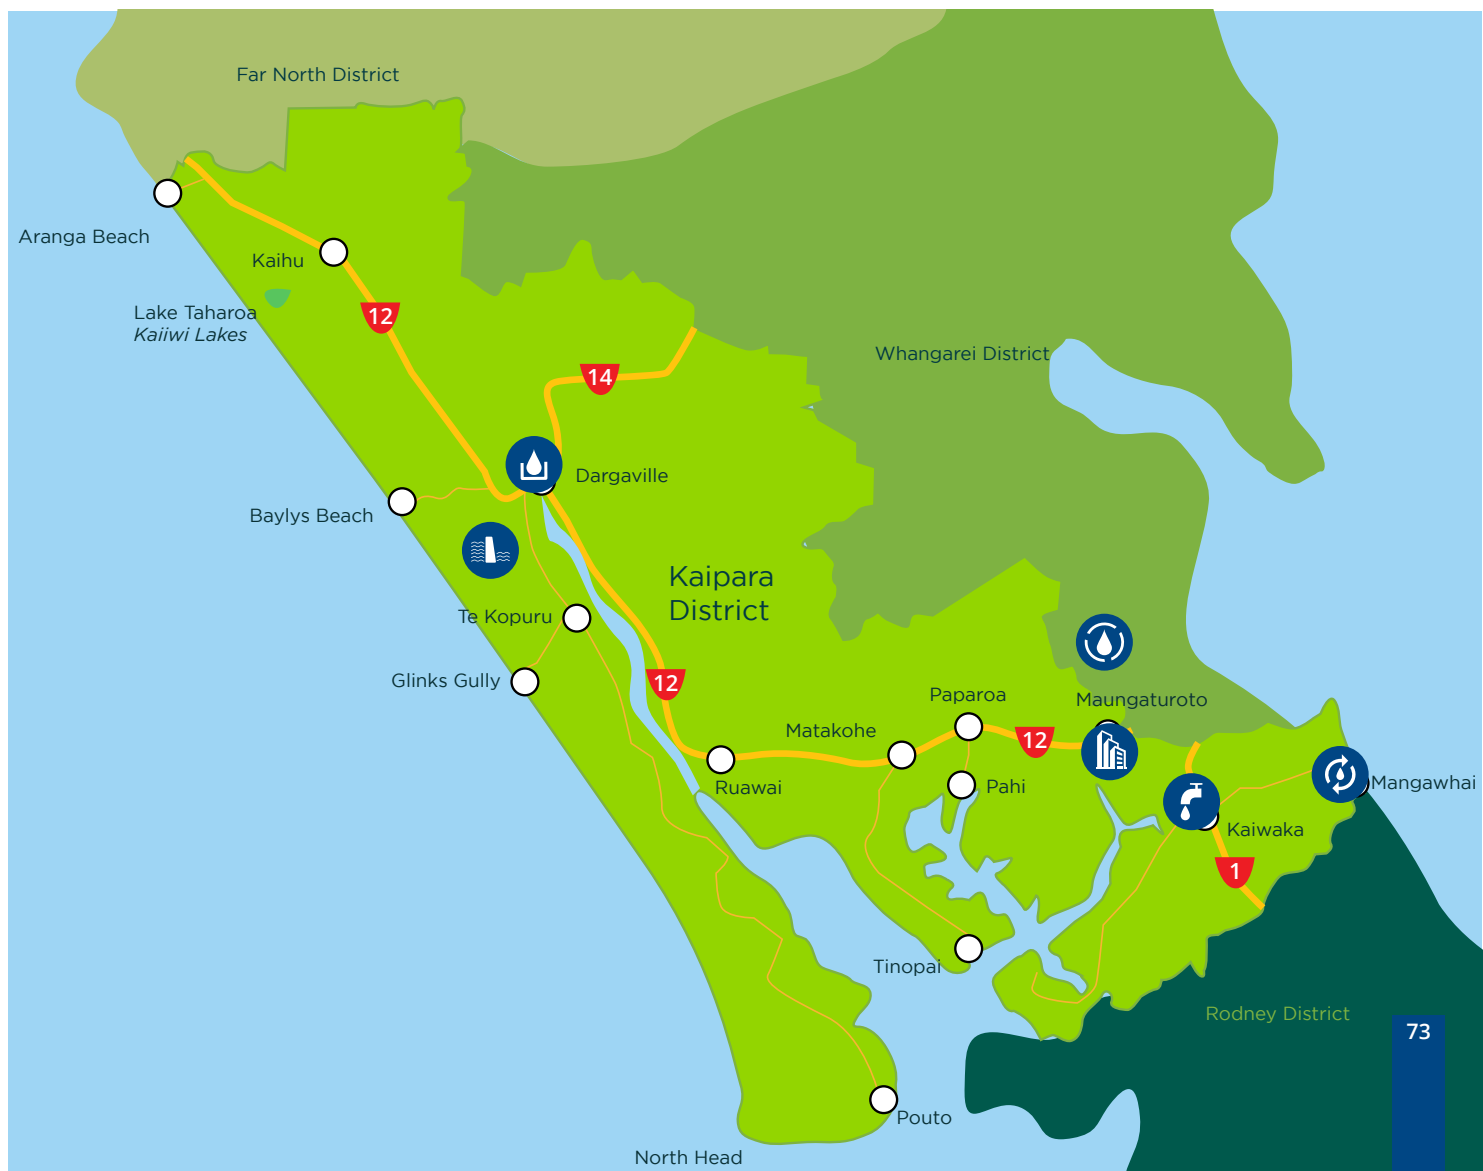 Far North District
Aranga Beach
Kaihu
Lake Taharoa
Kaiiwi Lakes
12
14
Whangarei District
Dargaville
Baylys Beach
Kaipara
District
Te Kopuru
Glinks Gully
12
Paparoa
Maungaturoto
Matakohe
12
Ruawai
Pahi
Mangawhai
Kaiwaka
1
Tinopai
Rodney District
73
Pouto
North Head